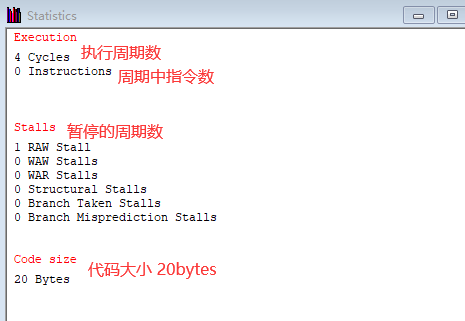 Statistics
Execution
4 Cycles 执行周期数
0 Instructions 周期中指令数
Stalls 暂停的周期数
1 RAW Stall
0 WAW Stalls
0 WAR Stalls
0 Structural Stalls
0 Branch Taken Stalls
0 Branch Misprediction Stalls
Code size 代码大小 20bytes
20 Bytes